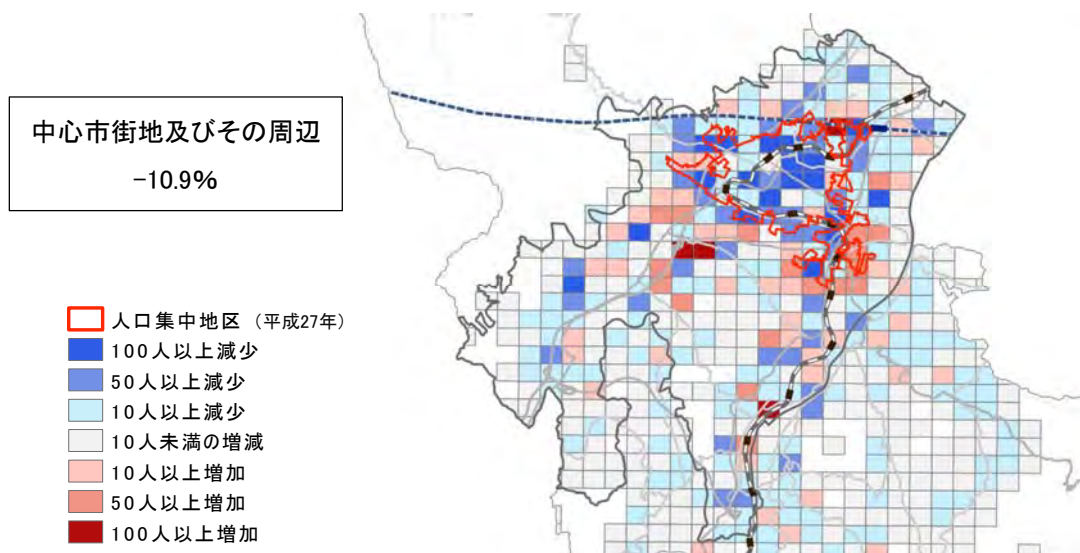 中心市街地及びその周辺
-10.9%
人口集中地区 (平成27年)
100人以上減少
50人以上減少
10人以上減少
10人未満の増減
10人以上増加
50人以上増加
100人以上増加